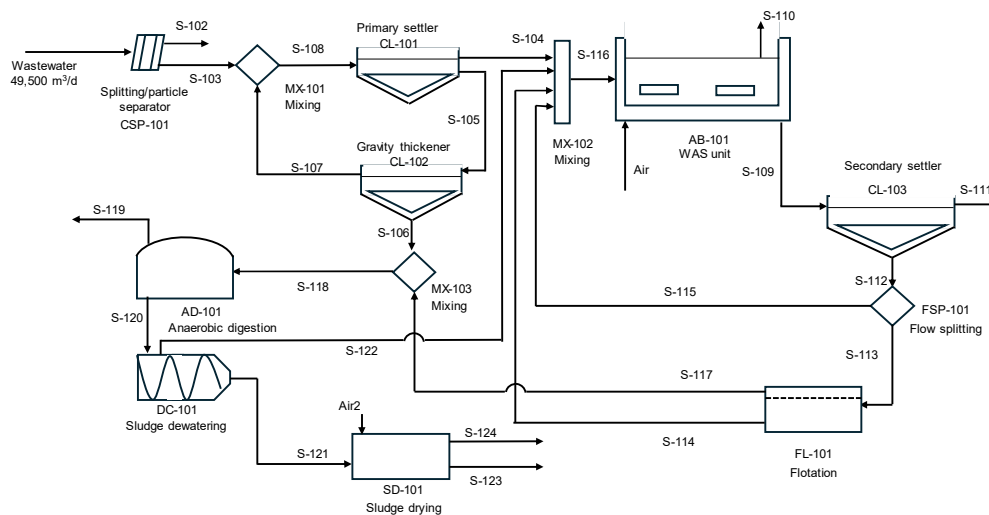 S-102
Wastewater
49,500 m³/d
S-103
Splitting/particle
separator
CSP-101
S-108
MX-101
Mixing
Primary settler
CL-101
S-104
S-105
S-116
MX-102
Mixing
S-110
AB-101
WAS unit
Air
S-109
Secondary settler
CL-103
S-111
Gravity thickener
CL-102
S-107
S-106
S-119
S-118
MX-103
Mixing
S-112
S-115
FSP-101
Flow splitting
AD-101
Anaerobic digestion
S-120
S-122
S-113
S-117
DC-101
Sludge dewatering
Air2
S-114
FL-101
Flotation
S-121
S-124
S-123
SD-101
Sludge drying